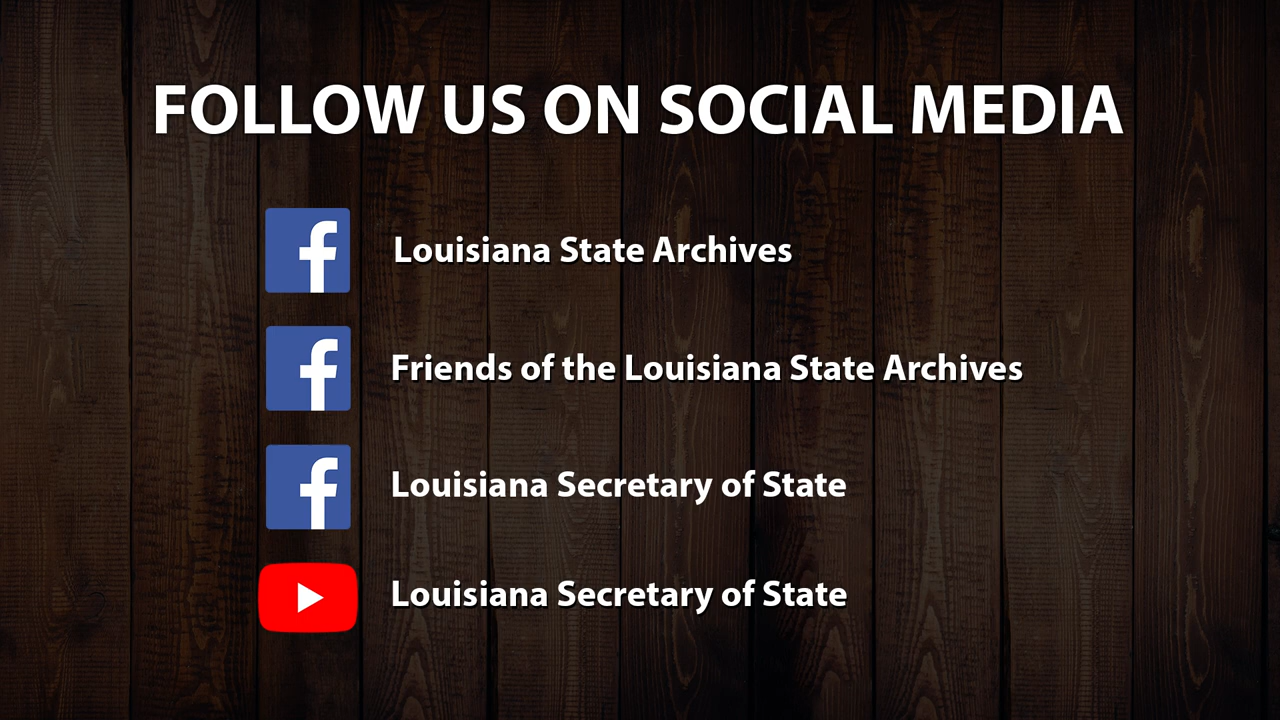 FOLLOW US ON SOCIAL MEDIA
Louisiana State Archives
Friends of the Louisiana State Archives
Louisiana Secretary of State
Louisiana Secretary of State